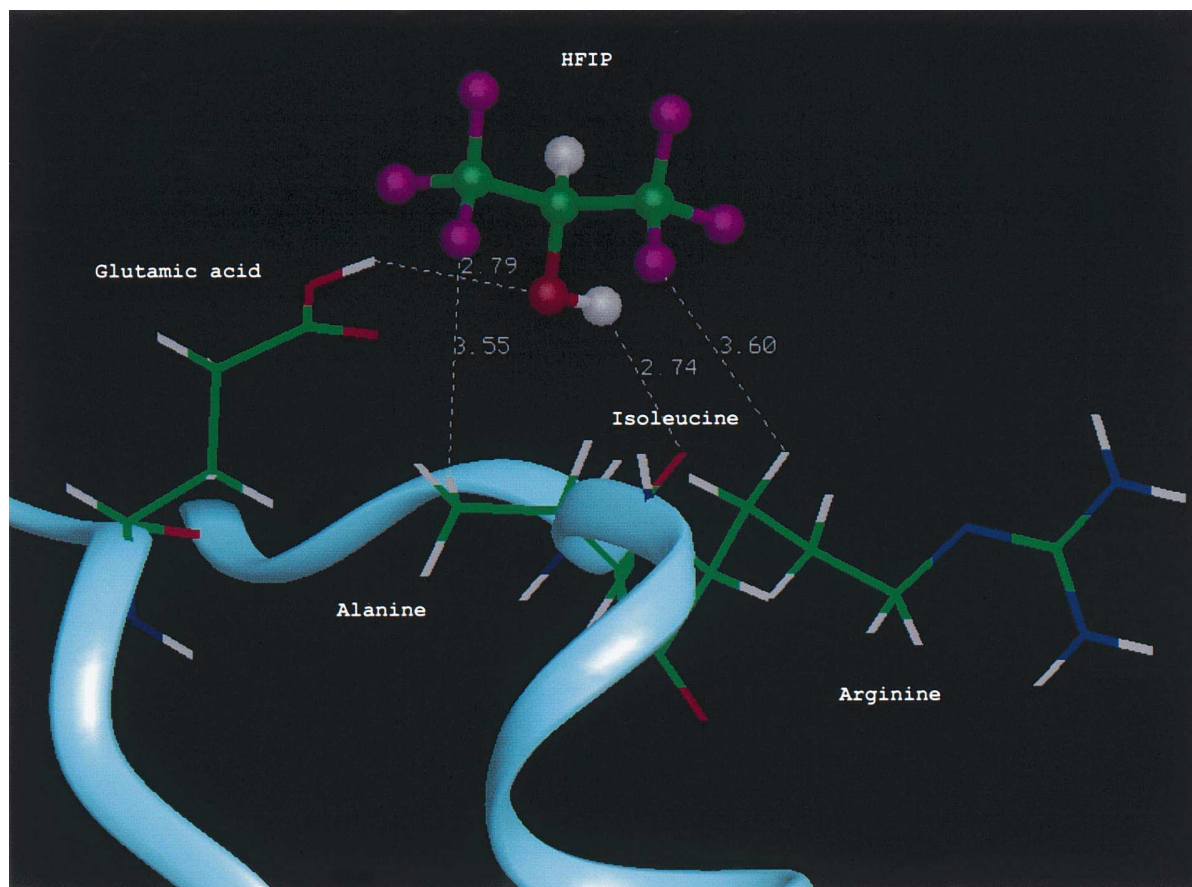 HFIP
Glutamic acid
2.79
3.55
3.60
2.74
Isoleucine
Alanine
Arginine